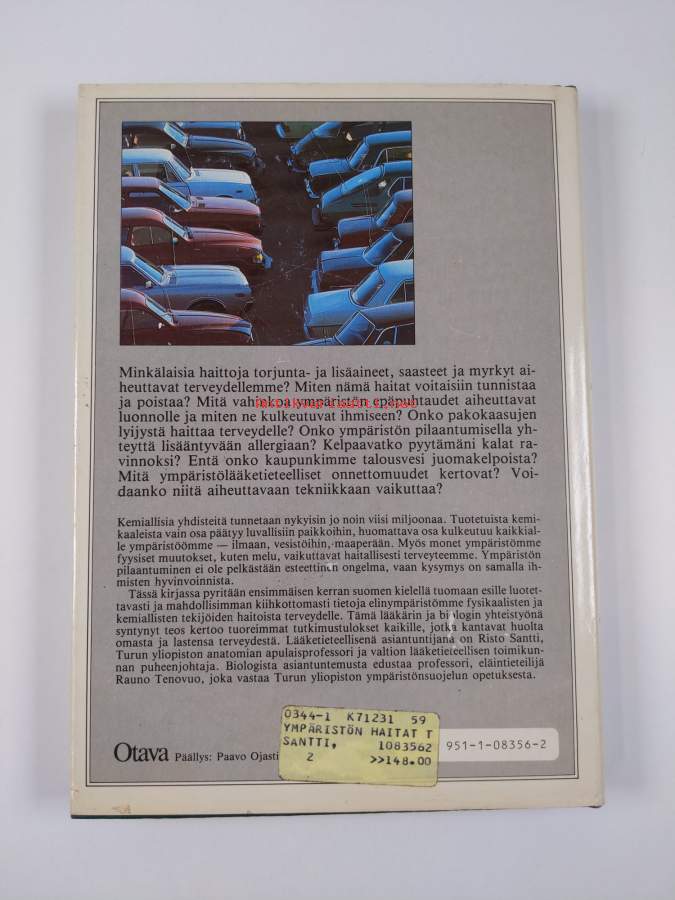 Minkälaisia haittoja torjunta- ja lisäaineet, saasteet ja myrkyt ai-
heuttavat terveydellemme? Miten nämä haitat voitaisiin tunnistaa
ja poistaa? Mitä vahinkoa ympäristön epäpuhtaudet aiheuttavat
luonnolle ja miten ne kulkeutuvat ihmiseen? Onko pakokaasujen
lyijystä haittaa terveydelle? Onko ympäristön pilaantumisella yh-
teyttä lisääntyvään allergiaan? Kelpaavatko pyytämäni kalat ra-
vinnoksi? Entä onko kaupunkimme talousvesi juomakelpoista?
Mitä ympäristölääketieteelliset onnettomuudet kertovat? Voi-
daanko niitä aiheuttavaan tekniikkaan vaikuttaa?
Kemiallisia yhdisteitä tunnetaan nykyisin jo noin viisi miljoonaa. Tuotetuista kemi-
kaaleista vain osa päätyy luvallisiin paikkoihin, huomattava osa kulkeutuu kaikkial-
le ympäristöömme — ilmaan, vesistöihin, maaperään. Myös monet ympäristömme
fyysiset muutokset, kuten melu, vaikuttavat haitallisesti terveyteemme. Ympäristön
pilaantuminen ei ole pelkästään esteettinen ongelma, vaan kysymys on samalla ih-
misten hyvinvoinnista.
Tässä kirjassa pyritään ensimmäisen kerran suomen kielellä tuomaan esille luotet-
tavasti ja mahdollisimman kiihkottomasti tietoja elinympäristömme fysikaalisten ja
kemiallisten tekijöiden haitoista terveydelle. Tämä lääkärin ja biologin yhteistyönä
syntynyt teos kertoo tuoreimmat tutkimustulokset kaikille, jotka kantavat huolta
omasta ja lastensa terveydestä. Lääketieteellisenä asiantuntijana on Risto Santti,
Turun yliopiston anatomian apulaisprofessori ja valtion lääketieteellisen toimikun-
nan puheenjohtaja. Biologista asiantuntemusta edustaa professori, eläintieteilijä
Rauno Tenovuo, joka vastaa Turun yliopiston ympäristönsuojelun opetuksesta.
Otava Päällys: Paavo Ojasti
0344-1 K71231 59
YMPÄRISTÖN HAITAT T
SANTTI, 1083562
2 >>148.00
951-1-08356-2